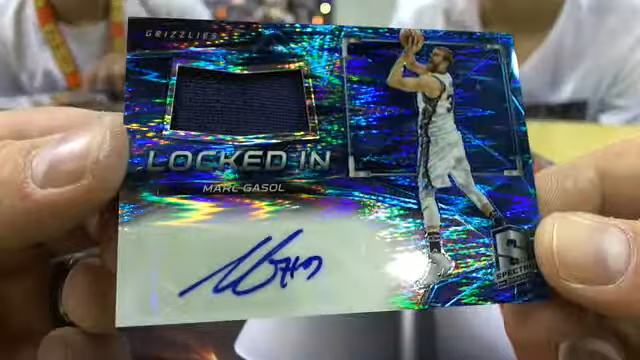 GRIZZLIES
LOCKED IN
MARC GASOL
S
SPECTRA